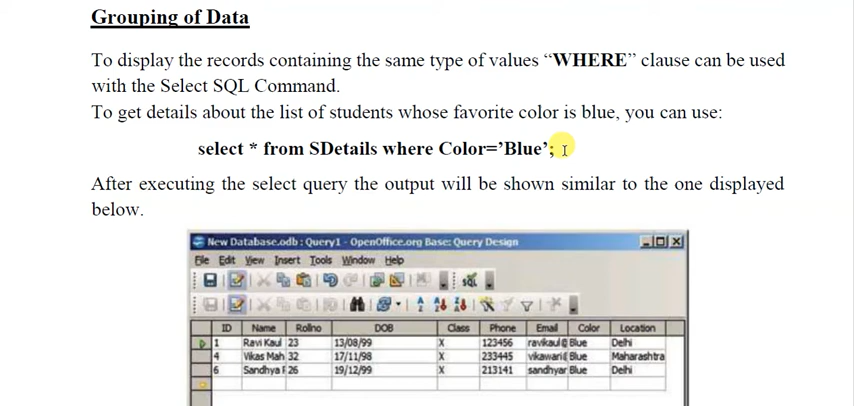 Grouping of Data
To display the records containing the same type of values “WHERE” clause can be used
with the Select SQL Command.
To get details about the list of students whose favorite color is blue, you can use:
select * from SDetails where Color=’Blue’;
After executing the select query the output will be shown similar to the one displayed
below.
New Database.odb : Query1 - OpenOffice.org Base: Query Design
File Edit View Insert Tools Window Help
SQL
ID Name Rollno DOB Class Phone Email Color Location
1 Ravi Kaul 23 13/08/99 X 123456 ravikaul@ Blue Delhi
4 Vikas Mah 32 17/11/98 X 233445 vikawari( Blue Maharashtra
6 Sandhya F 26 19/12/99 X 213141 sandhyar Blue Delhi